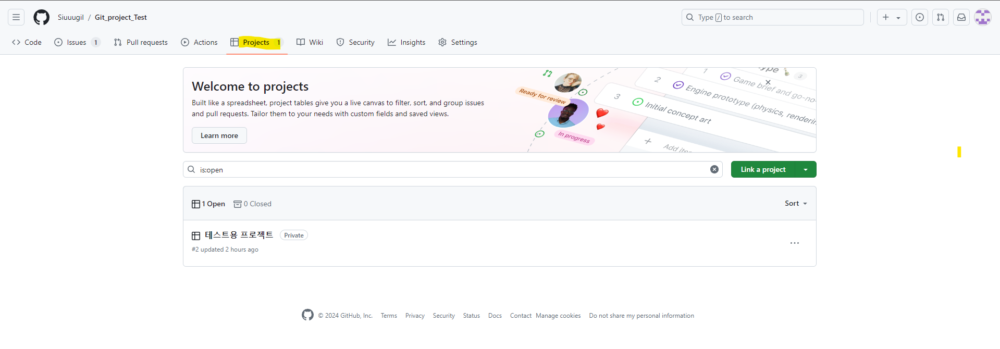 Siuuugil / Git_project_Test
Type / to search
Code
Issues 1
Pull requests
Actions
Projects 1
Wiki
Security
Insights
Settings
Welcome to projects
Built like a spreadsheet, project tables give you a live canvas to filter, sort, and group issues
and pull requests. Tailor them to your needs with custom fields and saved views.
Learn more
Ready for review
In progress
3
1 Game brief and go-no-
2 Engine prototype (physics, renderin
3 Initial concept art
+ Add
is:open
Link a project
1 Open
0 Closed
Sort
테스트용 프로젝트 Private
#2 updated 2 hours ago
...
© 2024 GitHub, Inc. Terms Privacy Security Status Docs Contact Manage cookies Do not share my personal information